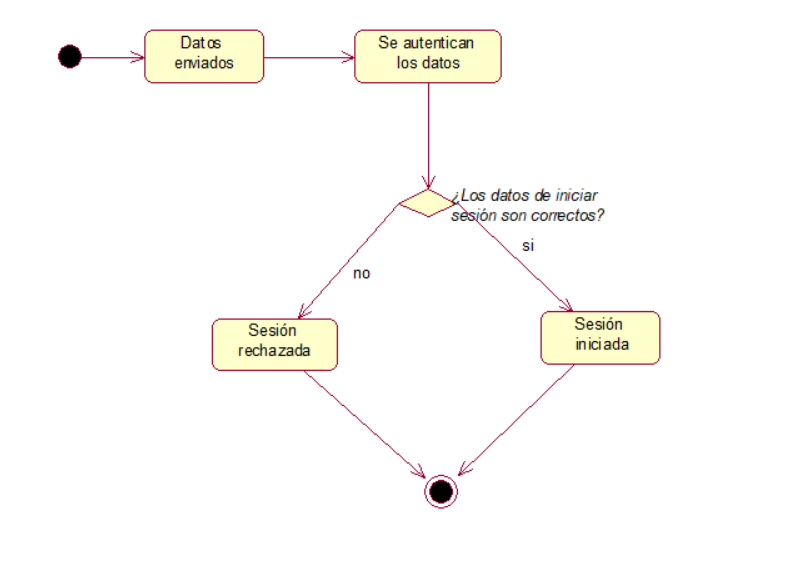 Datos
enviados
Se autentican
los datos
¿Los datos de iniciar
sesión son correctos?
si
no
Sesión
rechazada
Sesión
iniciada